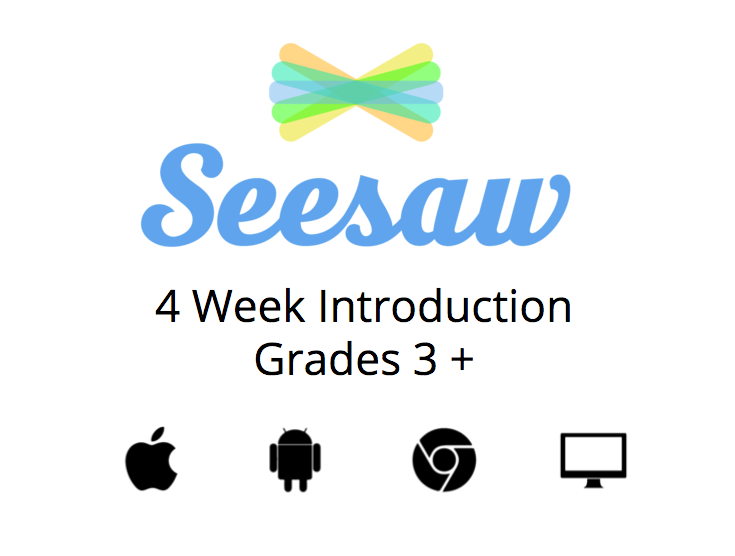 Seesaw
4 Week Introduction
Grades 3 +